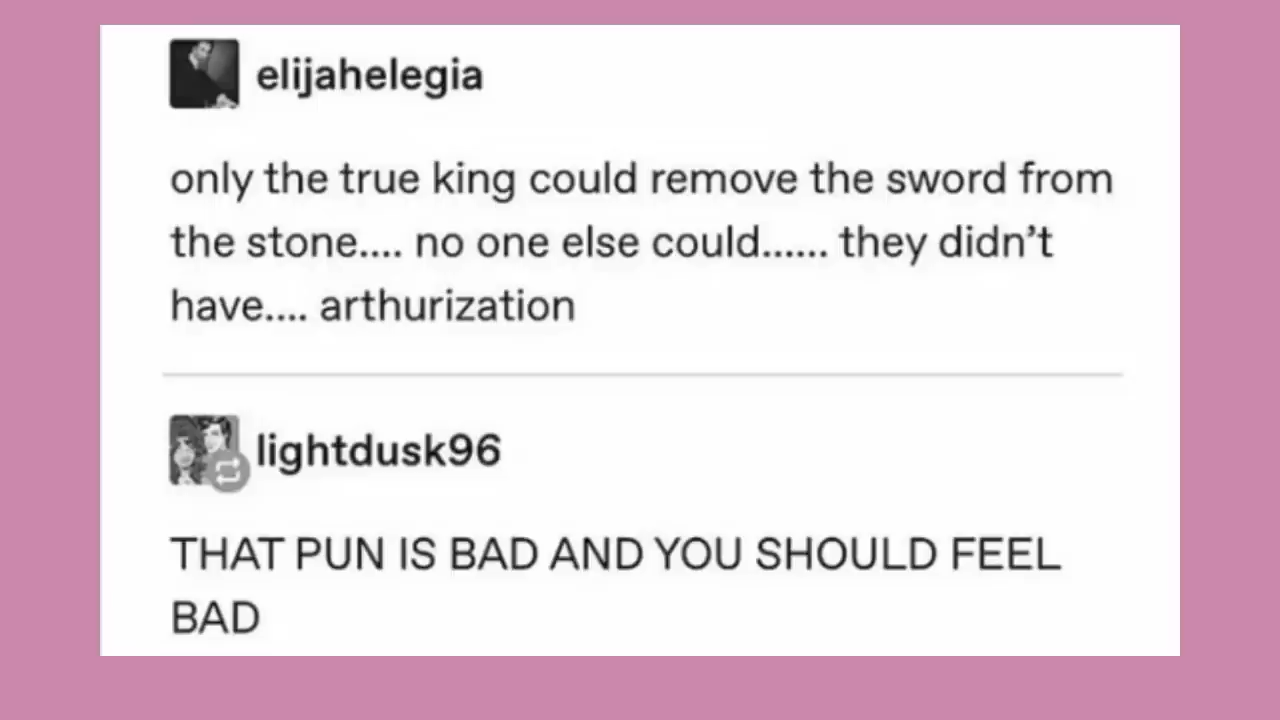 elijahelegia
only the true king could remove the sword from
the stone.... no one else could...... they didn’t
have.... arthurization
lightdusk96
THAT PUN IS BAD AND YOU SHOULD FEEL
BAD